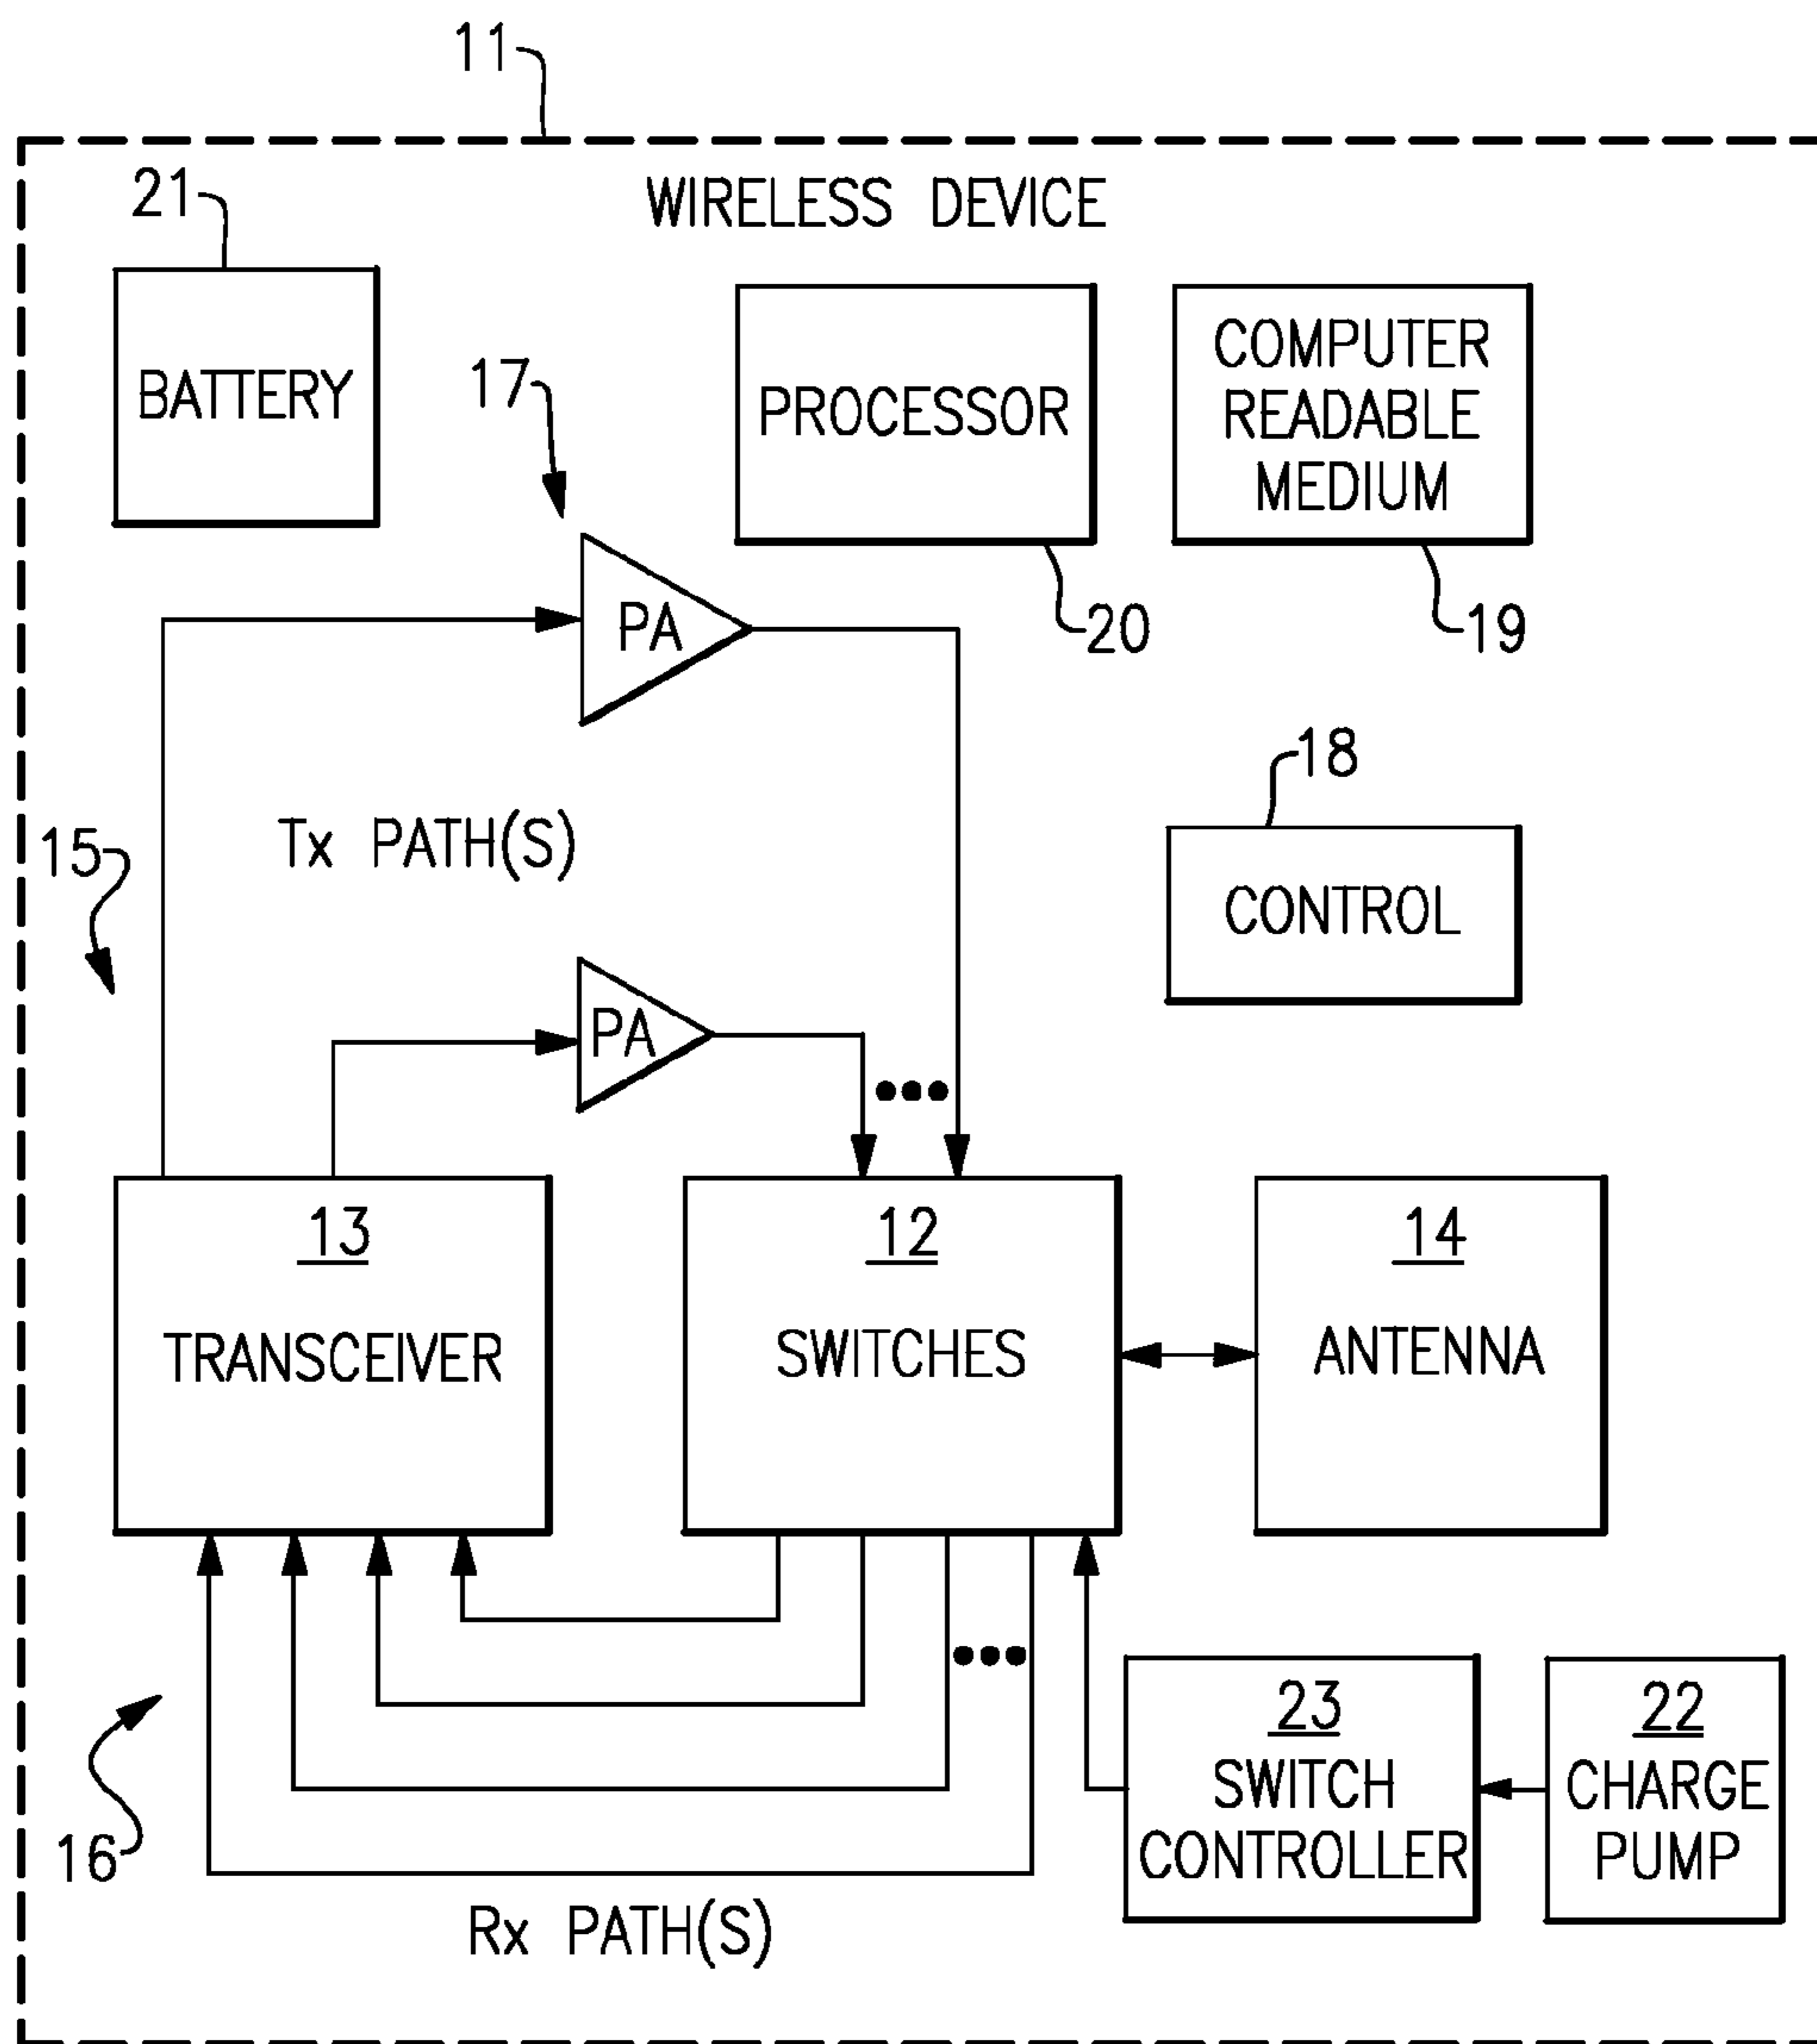 11
WIRELESS DEVICE
21
BATTERY
17
PROCESSOR
20
COMPUTER
READABLE
MEDIUM
19
PA
18
CONTROL
Tx PATH(S)
15
PA
13
TRANSCEIVER
12
SWITCHES
14
ANTENNA
16
Rx PATH(S)
23
SWITCH
CONTROLLER
22
CHARGE
PUMP